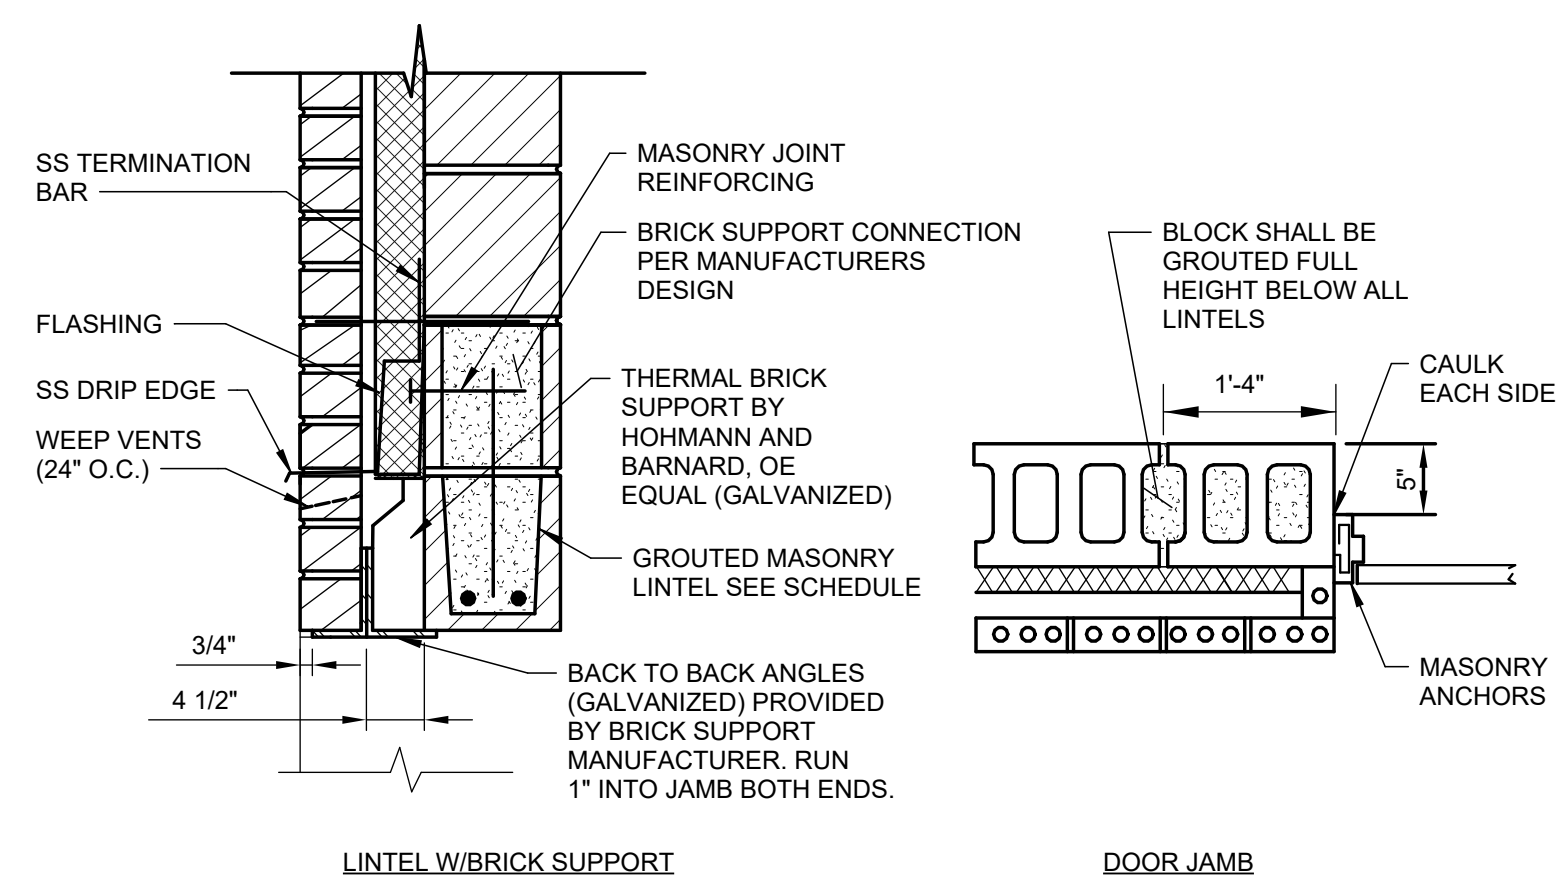 SS TERMINATION
BAR
FLASHING
SS DRIP EDGE
WEEP VENTS
(24" O.C.)
3/4"
4 1/2"
MASONRY JOINT
REINFORCING
BRICK SUPPORT CONNECTION
PER MANUFACTURERS
DESIGN
THERMAL BRICK
SUPPORT BY
HOHMANN AND
BARNARD, OE
EQUAL (GALVANIZED)
GROUTED MASONRY
LINTEL SEE SCHEDULE
BACK TO BACK ANGLES
(GALVANIZED) PROVIDED
BY BRICK SUPPORT
MANUFACTURER. RUN
1" INTO JAMB BOTH ENDS.
LINTEL W/BRICK SUPPORT
BLOCK SHALL BE
GROUTED FULL
HEIGHT BELOW ALL
LINTELS
1'-4"
CAULK
EACH SIDE
5"
MASONRY
ANCHORS
DOOR JAMB